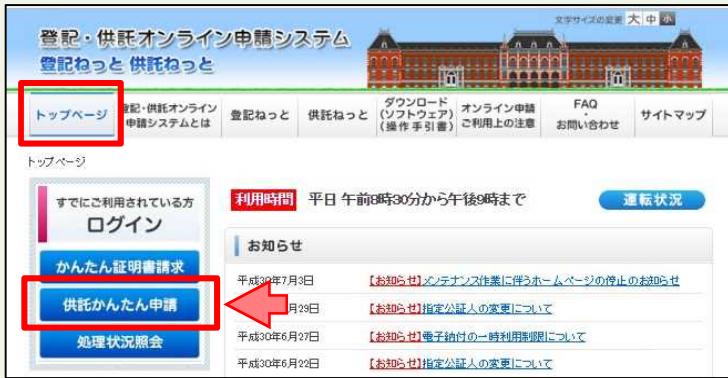 文字サイズの変更 大 中 小
登記・供託オンライン申請システム
登記ねっと 供託ねっと
トップページ
登記・供託オンライン
申請システムとは
登記ねっと
供託ねっと
ダウンロード
(ソフトウェア)
(操作手引書)
オンライン申請
ご利用上の注意
FAQ
・
お問い合わせ
サイトマップ
トップページ
すでにご利用されている方
ログイン
かんたん証明書請求
供託かんたん申請
処理状況照会
利用時間 平日 午前8時30分から午後9時まで
運転状況
お知らせ
平成30年7月3日 【お知らせ】メンテナンス作業に伴うホームページの停止のお知らせ
月29日 【お知らせ】指定公証人の変更について
平成30年6月27日 【お知らせ】電子納付の一時利用制限について
平成30年6月22日 【お知らせ】指定公証人の変更について